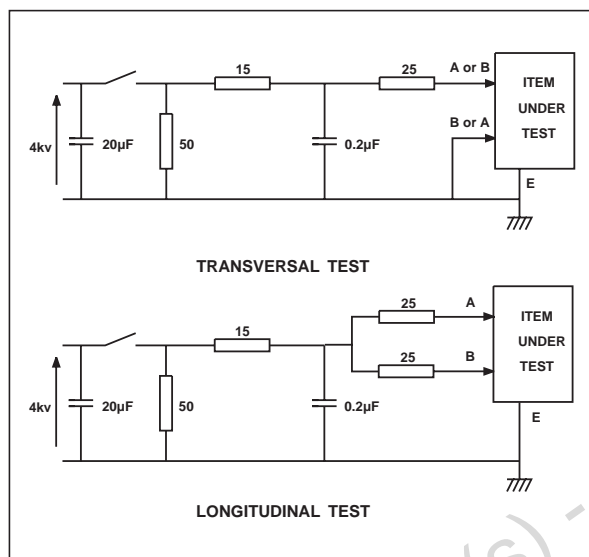 15
25
A or B
ITEM
UNDER
TEST
B or A
4kv
20µF
50
0.2µF
E
TRANSVERSAL TEST
15
25
A
ITEM
UNDER
TEST
25
B
4kv
20µF
50
0.2µF
E
LONGITUDINAL TEST
(s) -